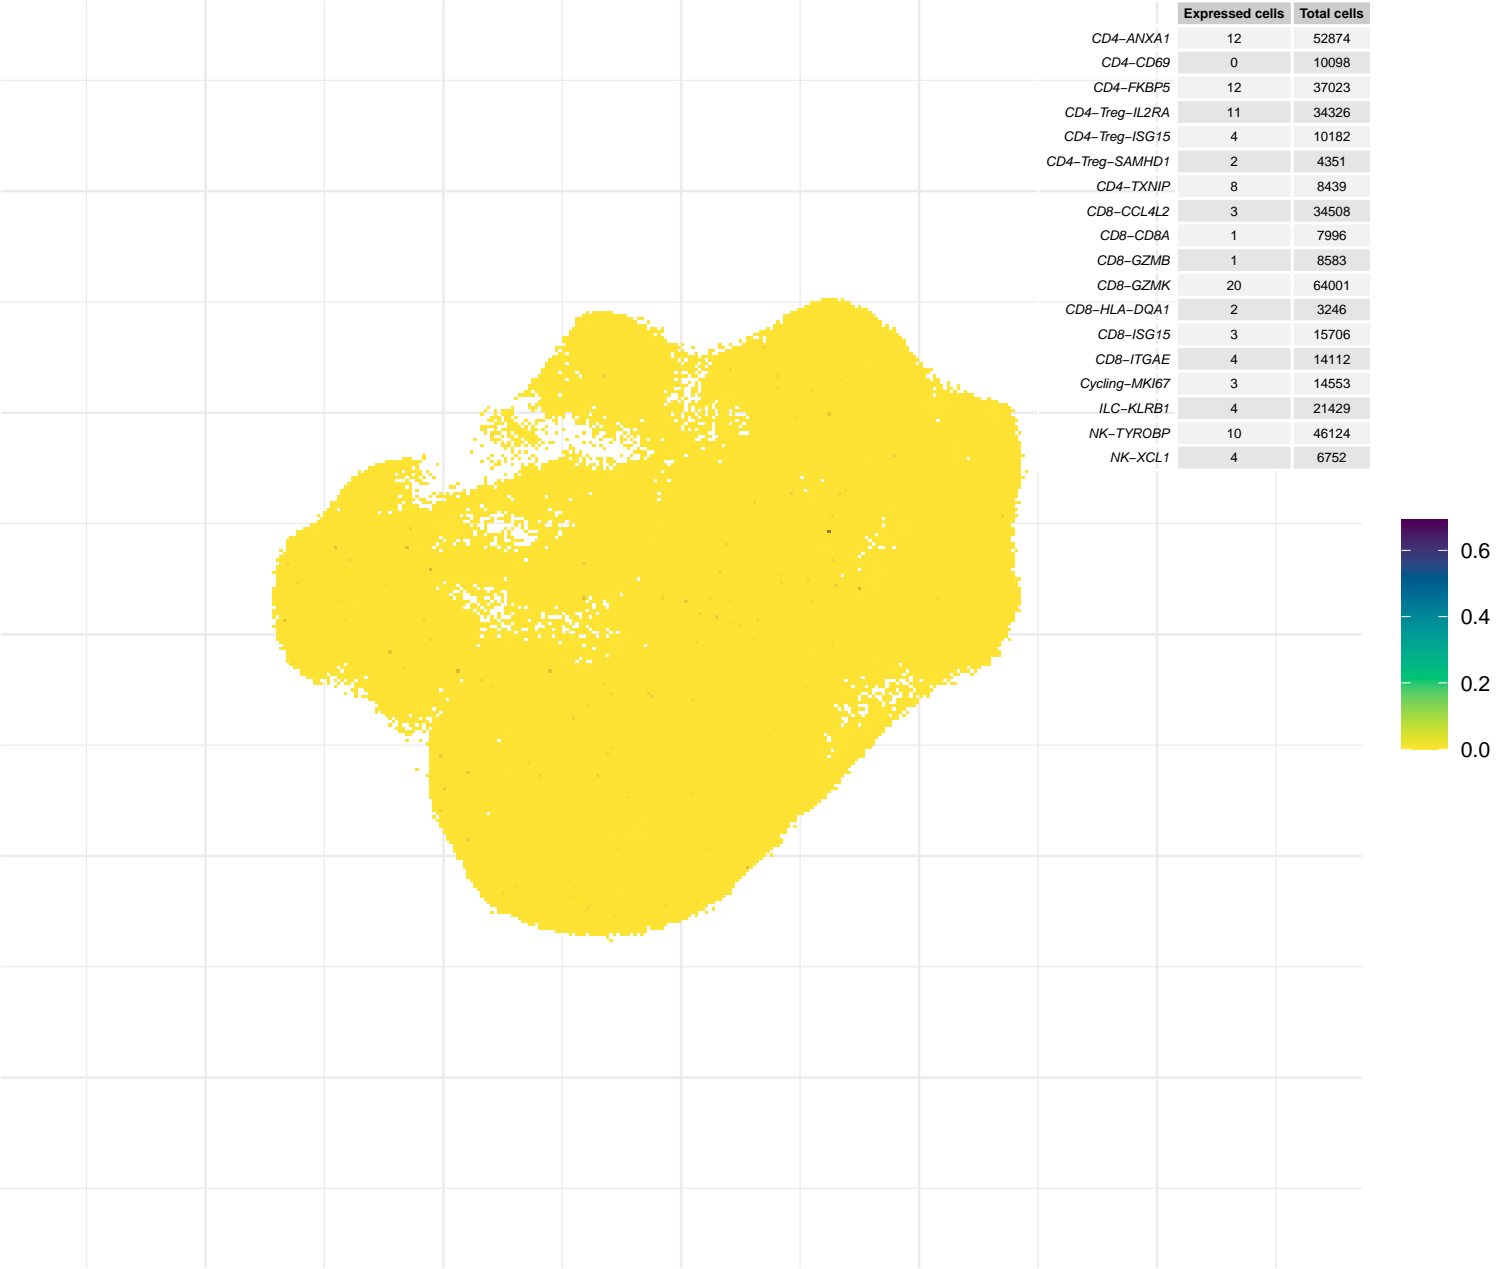 Expressed cells Total cells
CD4−ANXA1 12 52874
CD4−CD69 0 10098
CD4−FKBP5 12 37023
CD4−Treg−IL2RA 11 34326
CD4−Treg−ISG15 4 10182
CD4−Treg−SAMHD1 2 4351
CD4−TXNIP 8 8439
CD8−CCL4L2 3 34508
CD8−CD8A 1 7996
CD8−GZMB 1 8583
CD8−GZMK 20 64001
CD8−HLA−DQA1 2 3246
CD8−ISG15 3 15706
CD8−ITGAE 4 14112
Cycling−MKI67 3 14553
ILC−KLRB1 4 21429
NK−TYROBP 10 46124
NK−XCL1 4 6752
0.6
0.4
0.2
0.0